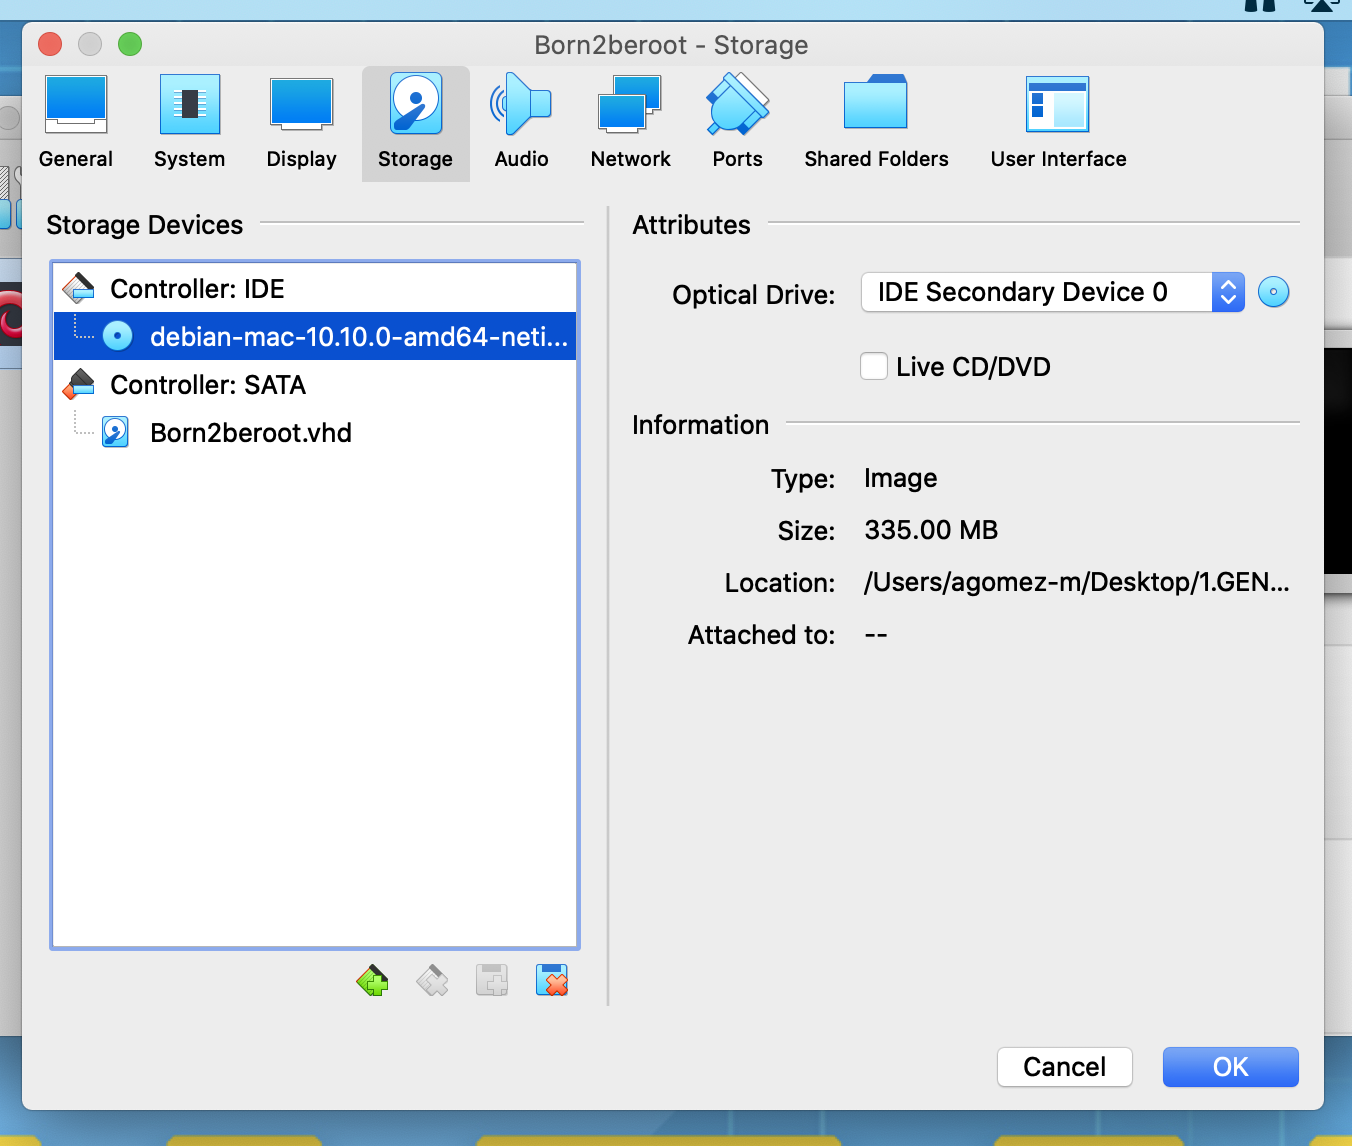 Born2beroot - Storage
General System Display Storage Audio Network Ports Shared Folders User Interface
Storage Devices
Controller: IDE
debian-mac-10.10.0-amd64-neti...
Controller: SATA
Born2beroot.vhd
Attributes
Optical Drive: IDE Secondary Device 0
Live CD/DVD
Information
Type: Image
Size: 335.00 MB
Location: /Users/agomez-m/Desktop/1.GEN...
Attached to: --
Cancel OK